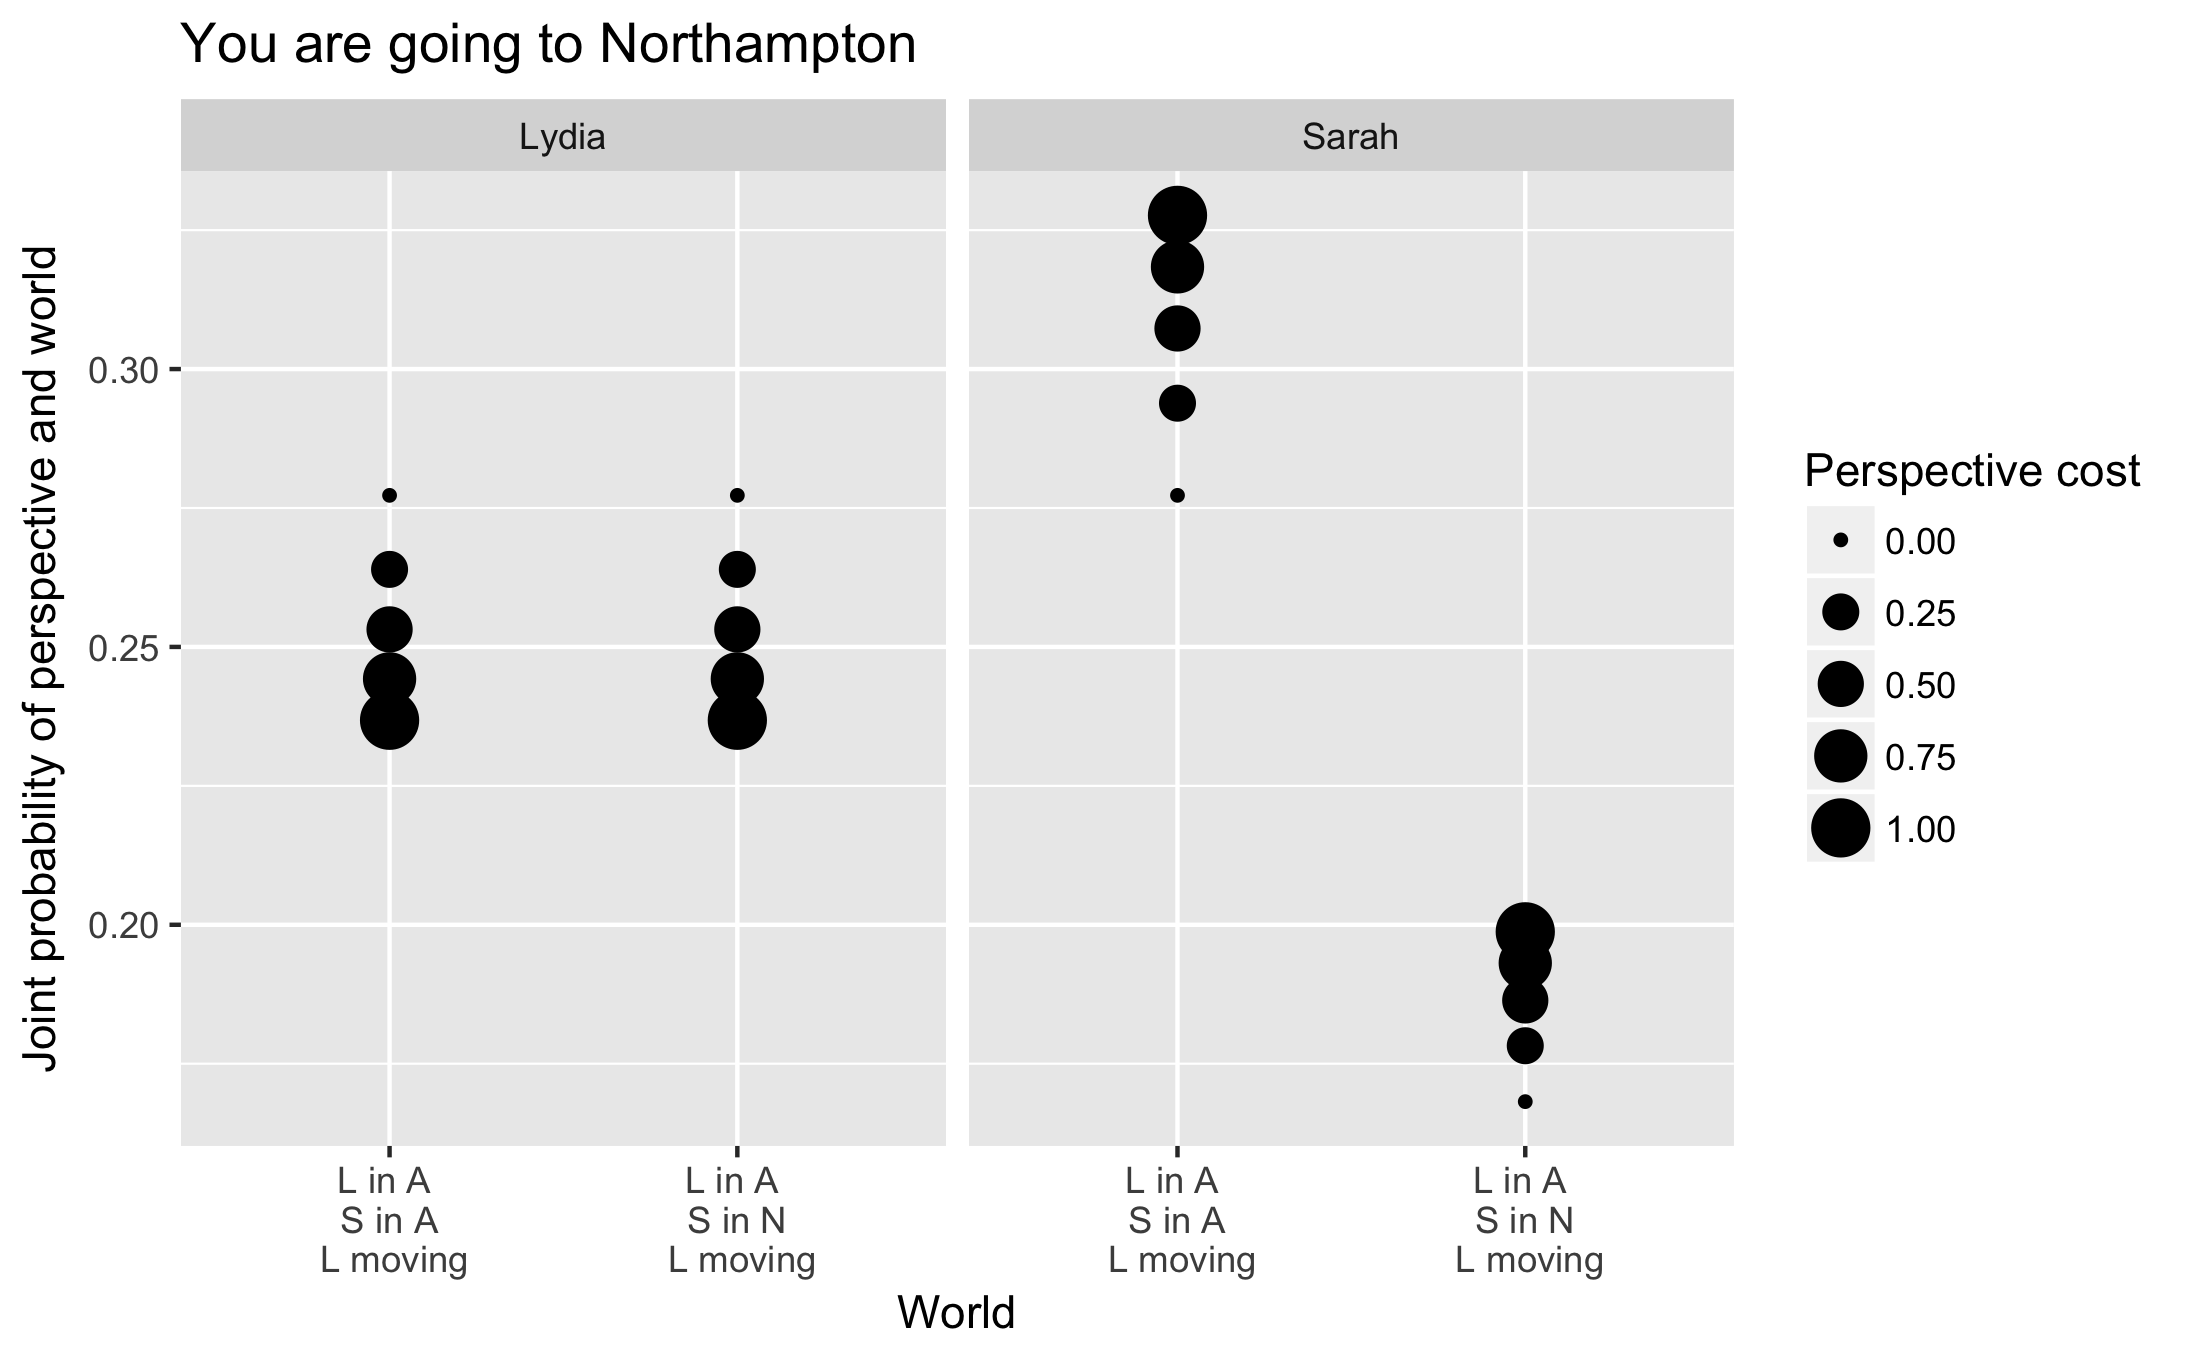 You are going to Northampton
Lydia
Sarah
Joint probability of perspective and world
0.30
0.25
0.20
L in A
S in A
L moving
L in A
S in N
L moving
L in A
S in A
L moving
L in A
S in N
L moving
World
Perspective cost
0.00
0.25
0.50
0.75
1.00